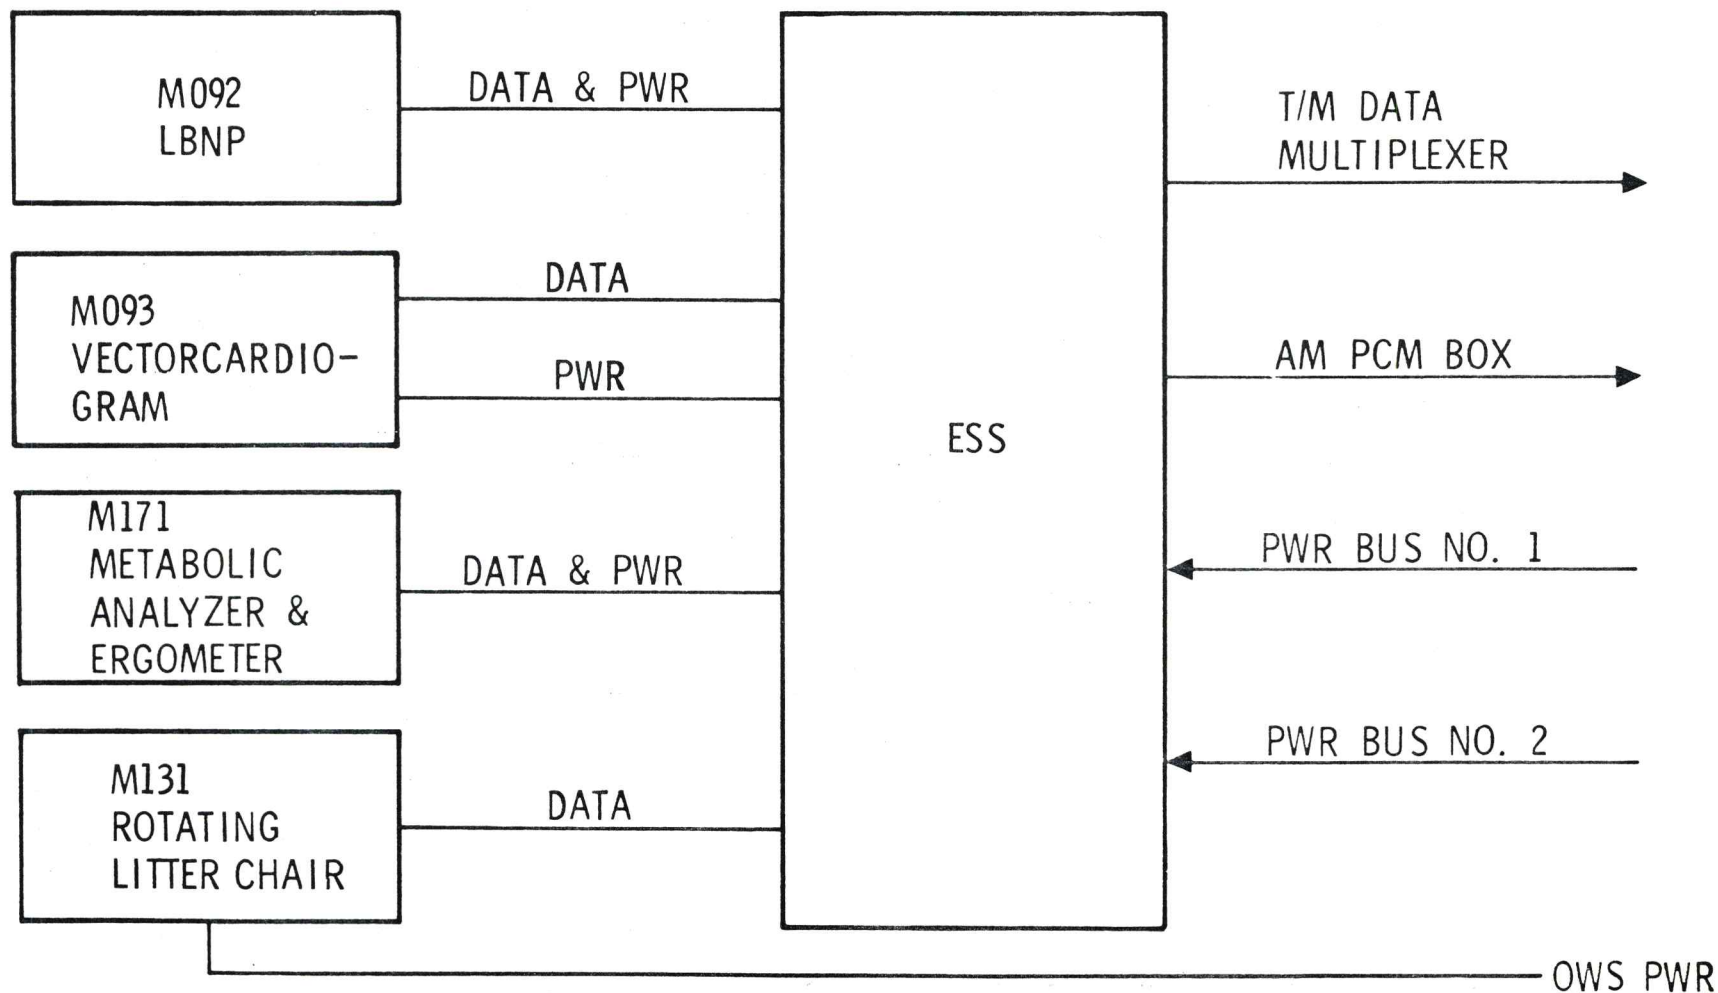 M092
LBNP
DATA & PWR
M093
VECTORCARDIO-
GRAM
DATA
PWR
M171
METABOLIC
ANALYZER &
ERGOMETER
DATA & PWR
M131
ROTATING
LITTER CHAIR
DATA
ESS
T/M DATA
MULTIPLEXER
AM PCM BOX
PWR BUS NO. 1
PWR BUS NO. 2
OWS PWR